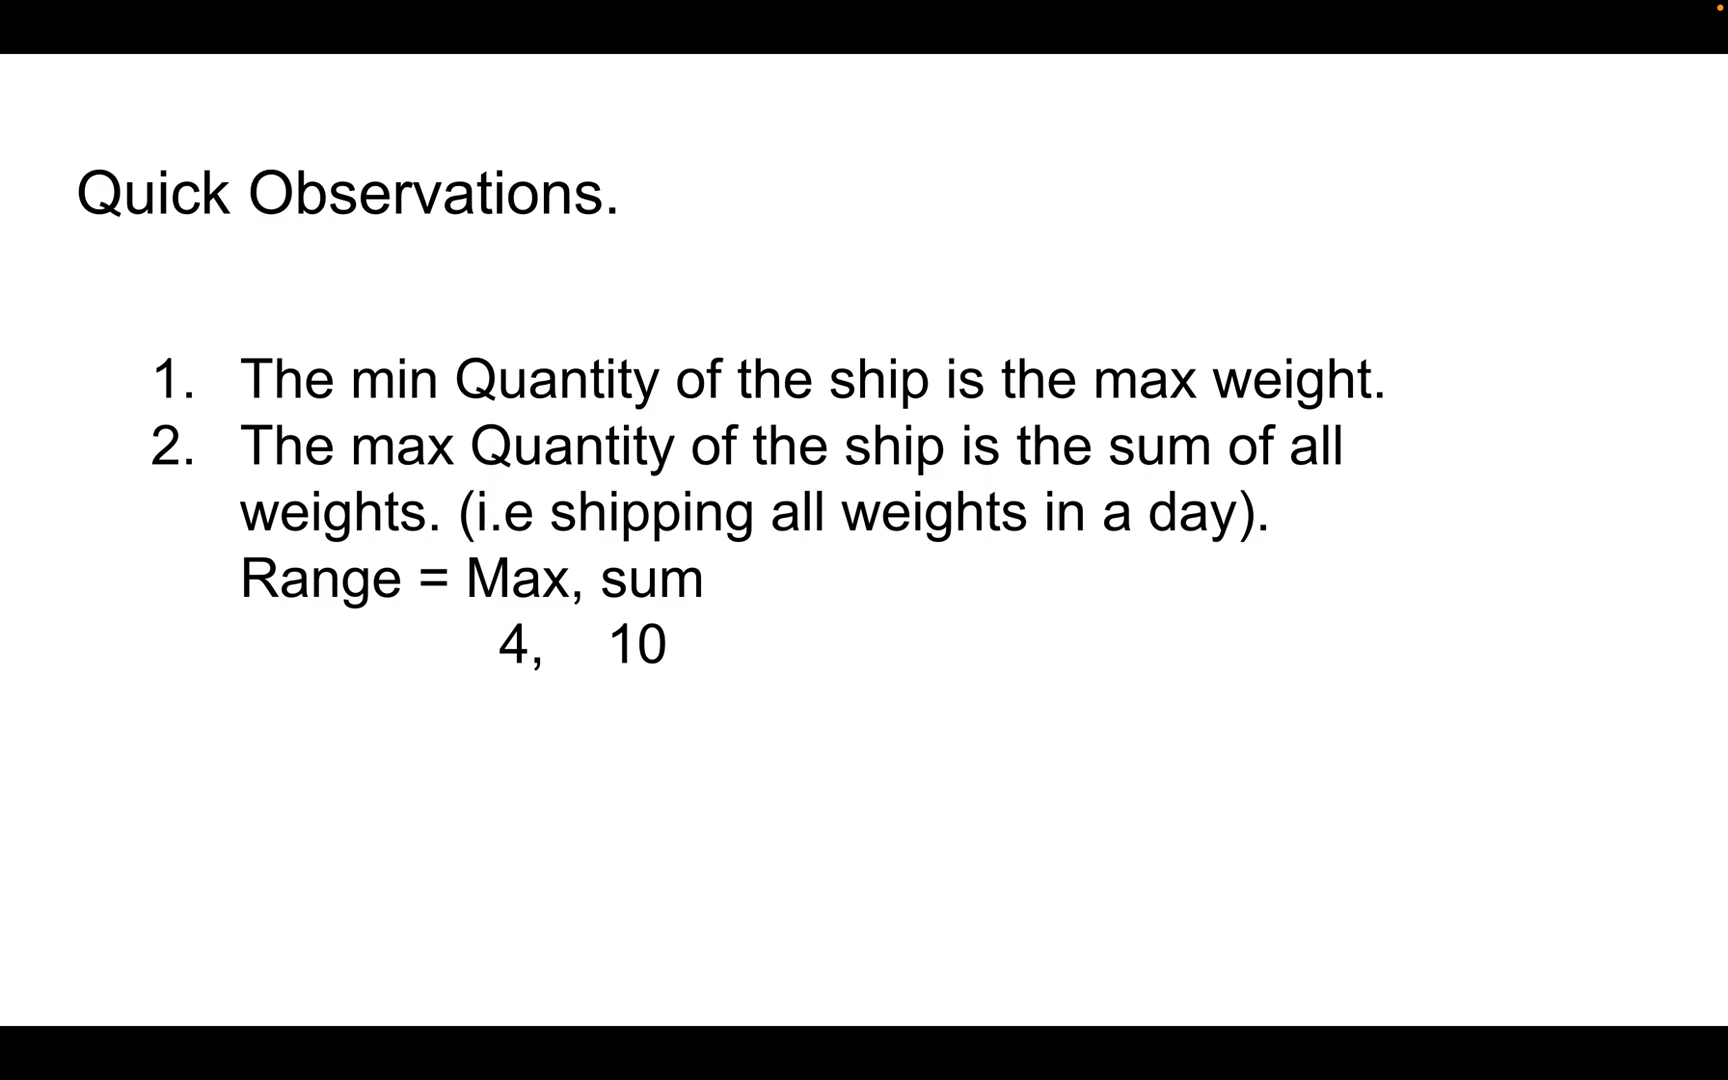 Quick Observations.
1. The min Quantity of the ship is the max weight.
2. The max Quantity of the ship is the sum of all
weights. (i.e shipping all weights in a day).
Range = Max, sum
4, 10